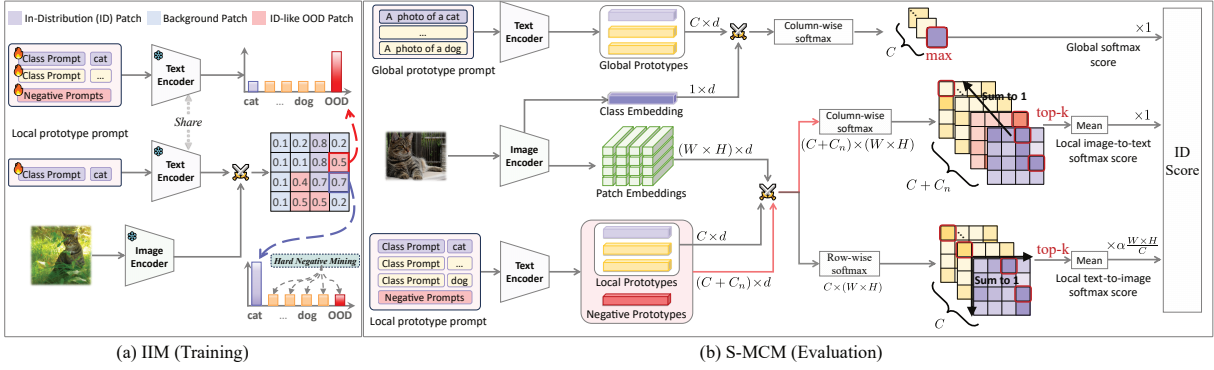 In-Distribution (ID) Patch
Background Patch
ID-like OOD Patch
Class Prompt
cat
Class Prompt
...
Negative Prompts
Text
Encoder
cat
...
dog
OOD
Local prototype prompt
Share
Class Prompt
cat
Text
Encoder
0.1 0.2 0.8 0.2
0.1 0.1 0.8 0.5
0.1 0.4 0.7 0.7
0.1 0.5 0.5 0.2
Image
Encoder
Hard Negative Mining
cat
...
dog
OOD
(a) IIM (Training)
A photo of a cat
...
A photo of a dog
Global prototype prompt
Text
Encoder
Global Prototypes
C×d
Column-wise
softmax
C
max
×1
Global softmax
score
1×d
Class Embedding
Image
Encoder
(W×H)×d
Patch Embeddings
Column-wise
softmax
(C+Cₙ)×(W×H)
Sum to 1
C + Cₙ
top-k
Mean
×1
Local image-to-text
softmax score
ID
Score
Class Prompt
cat
Class Prompt
...
Class Prompt
dog
Negative Prompts
Local prototype prompt
Text
Encoder
C×d
Local Prototypes
(C + Cₙ)×d
Negative Prototypes
Row-wise
softmax
C×(W×H)
Sum to 1
C
top-k
Mean
×α W×H/C
Local text-to-image
softmax score
(b) S-MCM (Evaluation)